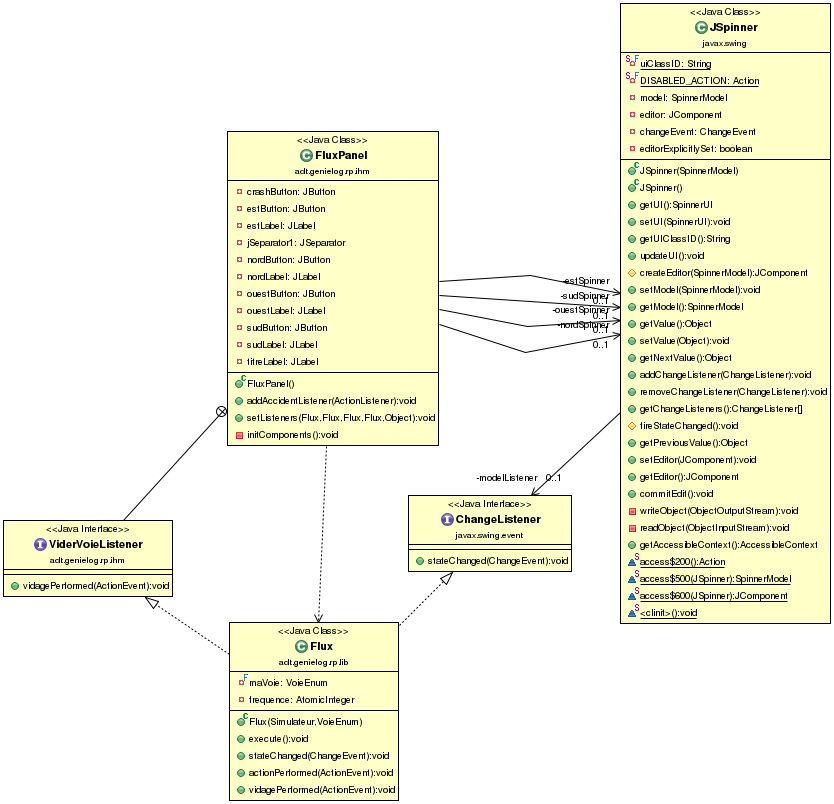 <<Java Class>>
JSpinner
javax.swing
uiClassID: String
DISABLED_ACTION: Action
model: SpinnerModel
editor: JComponent
changeEvent: ChangeEvent
editorExplicitlySet: boolean
JSpinner(SpinnerModel)
JSpinner()
getUI():SpinnerUI
setUI(SpinnerUI):void
getUIClassID():String
updateUI():void
createEditor(SpinnerModel):JComponent
setModel(SpinnerModel):void
getModel():SpinnerModel
getValue():Object
setValue(Object):void
getNextValue():Object
addChangeListener(ChangeListener):void
removeChangeListener(ChangeListener):void
getChangeListeners():ChangeListener[]
fireStateChanged():void
getPreviousValue():Object
setEditor(JComponent):void
getEditor():JComponent
commitEdit():void
writeObject(ObjectOutputStream):void
readObject(ObjectInputStream):void
getAccessibleContext():AccessibleContext
access$200():Action
access$500(JSpinner):SpinnerModel
access$600(JSpinner):JComponent
<clinit>():void
<<Java Class>>
FluxPanel
adt.genielog.rp.ihm
crashButton: JButton
estButton: JButton
estLabel: JLabel
jSeparator1: JSeparator
nordButton: JButton
nordLabel: JLabel
ouestButton: JButton
ouestLabel: JLabel
sudButton: JButton
sudLabel: JLabel
titreLabel: JLabel
FluxPanel()
addAccidentListener(ActionListener):void
setListeners(Flux,Flux,Flux,Flux,Object):void
initComponents():void
-estSpinner
0..1
-sudSpinner
0..1
-ouestSpinner
0..1
-nordSpinner
0..1
-modelListener 0..1
<<Java Interface>>
ChangeListener
javax.swing.event
stateChanged(ChangeEvent):void
<<Java Interface>>
ViderVoieListener
adt.genielog.rp.ihm
vidagePerformed(ActionEvent):void
<<Java Class>>
Flux
adt.genielog.rp.lib
maVoie: VoieEnum
frequence: AtomicInteger
Flux(Simulateur,VoieEnum)
execute():void
stateChanged(ChangeEvent):void
actionPerformed(ActionEvent):void
vidagePerformed(ActionEvent):void